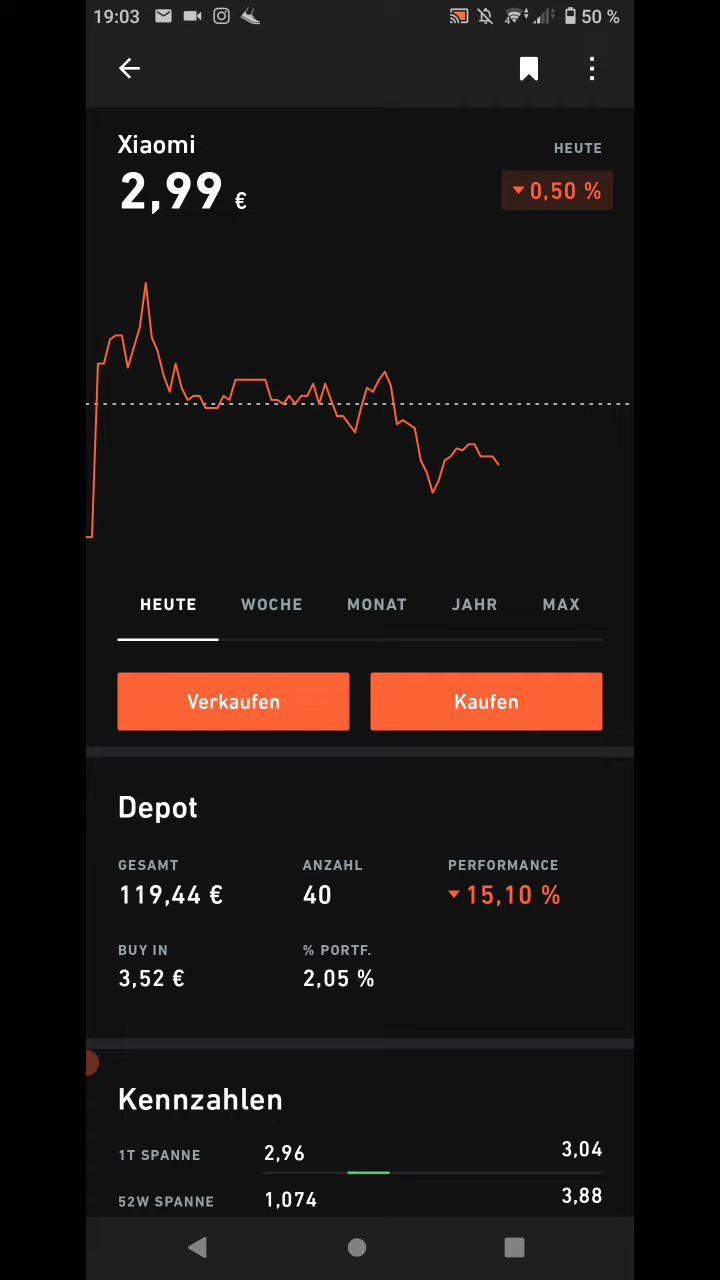 19:03 50 %
Xiaomi HEUTE
2,99 € 0,50 %
HEUTE WOCHE MONAT JAHR MAX
Verkaufen Kaufen
Depot
GESAMT ANZAHL PERFORMANCE
119,44 € 40 15,10 %
BUY IN % PORTF.
3,52 € 2,05 %
Kennzahlen
1T SPANNE 2,96 3,04
52W SPANNE 1,074 3,88